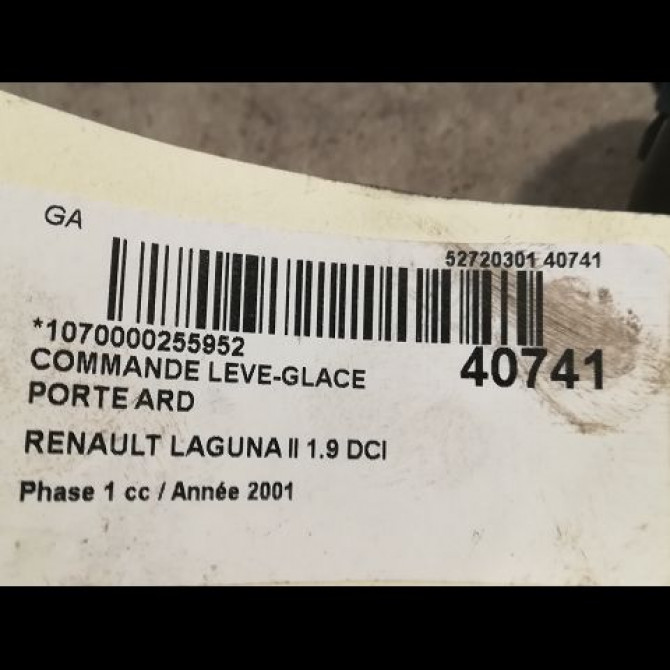 GA
52720301 40741
*1070000255952
COMMANDE LEVE-GLACE
40741
PORTE ARD
RENAULT LAGUNA II 1.9 DCI
Phase 1 cc / Année 2001